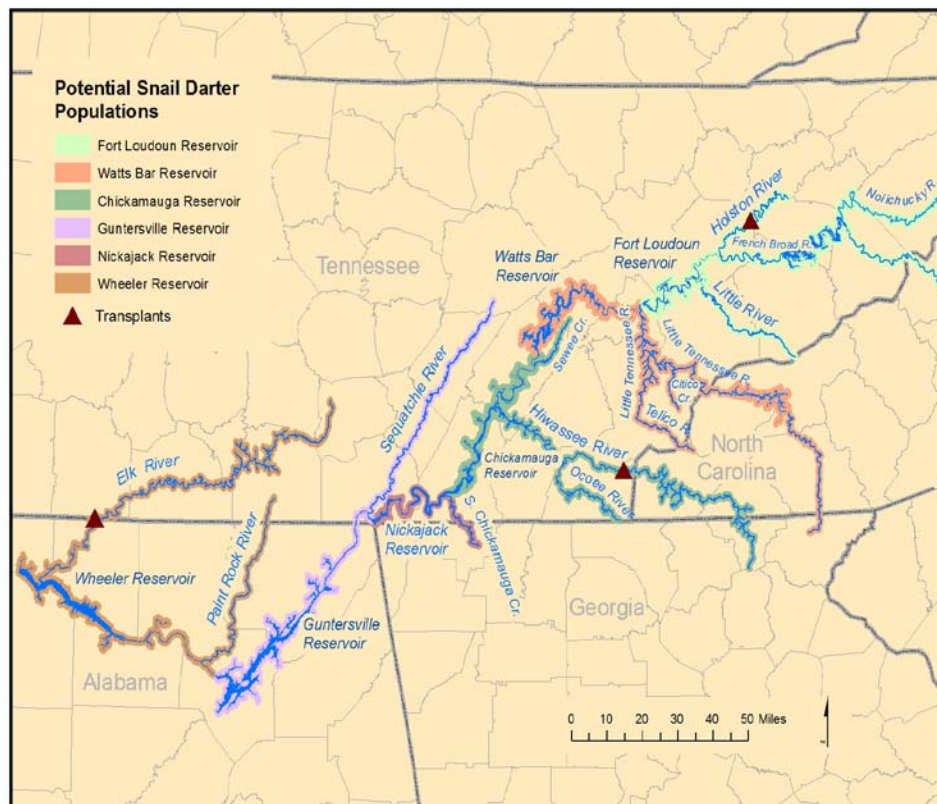 Potential Snail Darter
Populations
Fort Loudoun Reservoir
Watts Bar Reservoir
Chickamauga Reservoir
Guntersville Reservoir
Nickajack Reservoir
Wheeler Reservoir
Transplants
Tennessee
Holston River
Nolichucky R.
French Broad R.
Fort Loudoun
Reservoir
Watts Bar
Reservoir
Little River
Sewee Cr.
Little Tennessee R.
Little Tennessee R.
Citico
Cr.
Telico R.
North
Carolina
Sequatchie River
Hiwassee River
Chickamauga
Reservoir
Ocoee River
Elk River
S. Chickamauga Cr.
Nickajack
Reservoir
Paint Rock River
Wheeler Reservoir
Guntersville
Reservoir
Georgia
Alabama
0 5 10 20 30 40 50 Miles